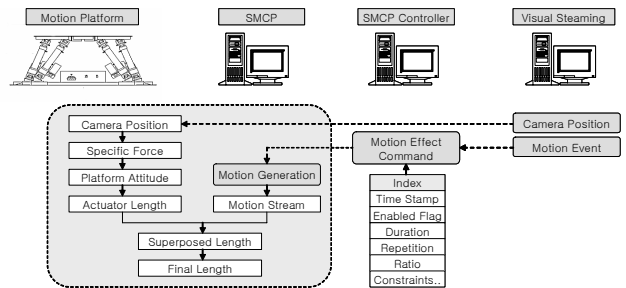 Motion Platform
SMCP
SMCP Controller
Visual Steaming
Camera Position
Specific Force
Platform Attitude
Actuator Length
Motion Generation
Motion Stream
Superposed Length
Final Length
Motion Effect
Command
Index
Time Stamp
Enabled Flag
Duration
Repetition
Ratio
Constraints..
Camera Position
Motion Event